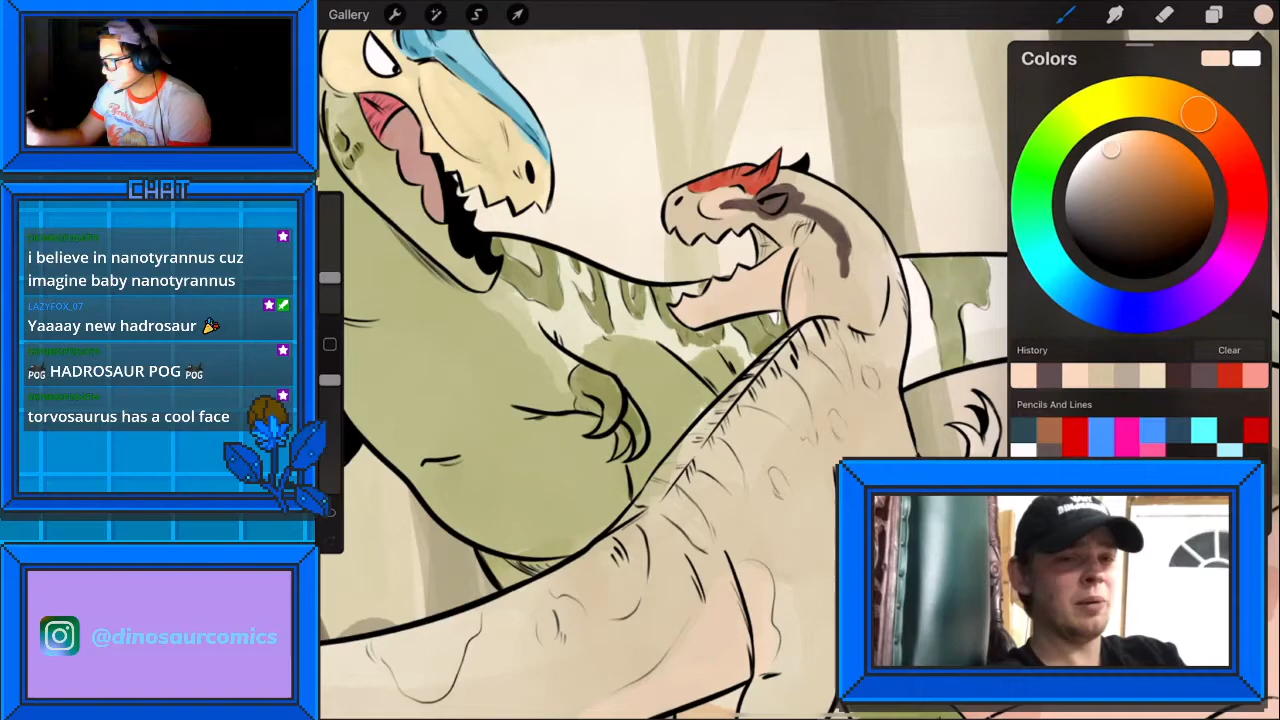 Gallery
Colors
CHAT
i believe in nanotyrannus cuz
imagine baby nanotyrannus
LAZYFOX_07
Yaaaay new hadrosaur
POG HADROSAUR POG POG
torvosaurus has a cool face
History
Clear
Pencils And Lines
@dinosaurcomics